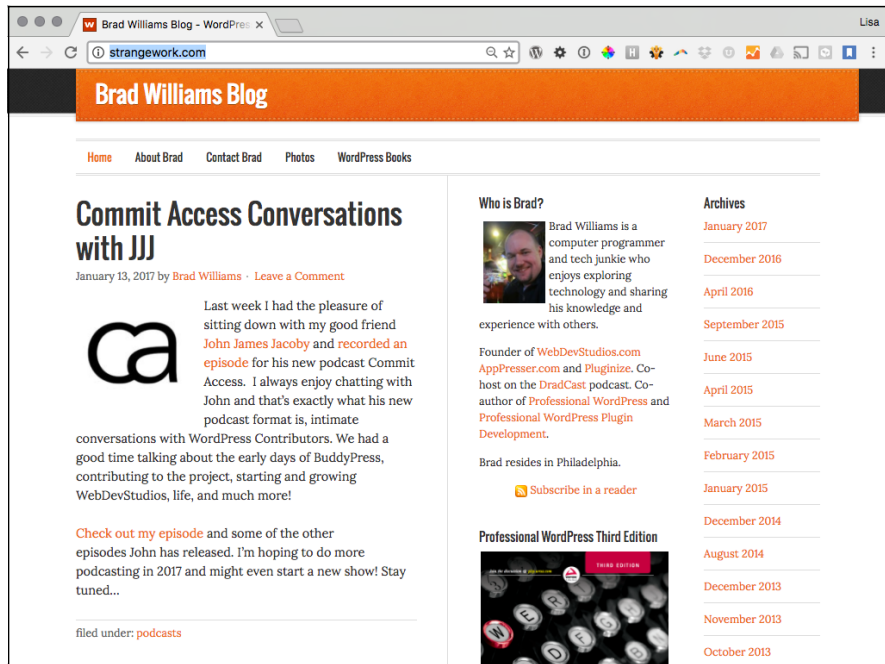 Brad Williams Blog - WordPres
Lisa
strangework.com
Brad Williams Blog
Home About Brad Contact Brad Photos WordPress Books
Commit Access Conversations
with JJJ
January 13, 2017 by Brad Williams · Leave a Comment
ca
Last week I had the pleasure of
sitting down with my good friend
John James Jacoby and recorded an
episode for his new podcast Commit
Access. I always enjoy chatting with
John and that's exactly what his new
podcast format is, intimate
conversations with WordPress Contributors. We had a
good time talking about the early days of BuddyPress,
contributing to the project, starting and growing
WebDevStudios, life, and much more!
Check out my episode and some of the other
episodes John has released. I'm hoping to do more
podcasting in 2017 and might even start a new show! Stay
tuned...
filed under: podcasts
Who is Brad?
Brad Williams is a
computer programmer
and tech junkie who
enjoys exploring
technology and sharing
his knowledge and
experience with others.
Founder of WebDevStudios.com
AppPresser.com and Pluginize. Co-
host on the DradCast podcast. Co-
author of Professional WordPress and
Professional WordPress Plugin
Development.
Brad resides in Philadelphia.
Subscribe in a reader
Professional WordPress Third Edition
THIRD EDITION
W E R
D F G
B
Archives
January 2017
December 2016
April 2016
September 2015
June 2015
April 2015
March 2015
February 2015
January 2015
December 2014
August 2014
December 2013
November 2013
October 2013